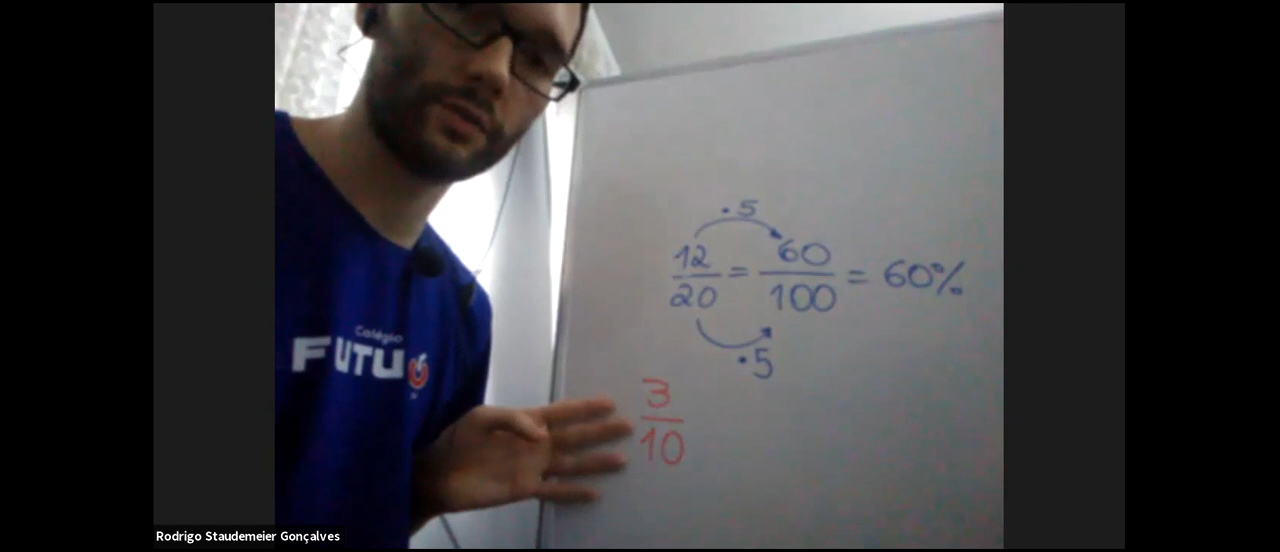 · 5
12/20 = 60/100 = 60%
· 5
3/10
Colégio
FUTU
Rodrigo Staudemeier Gonçalves